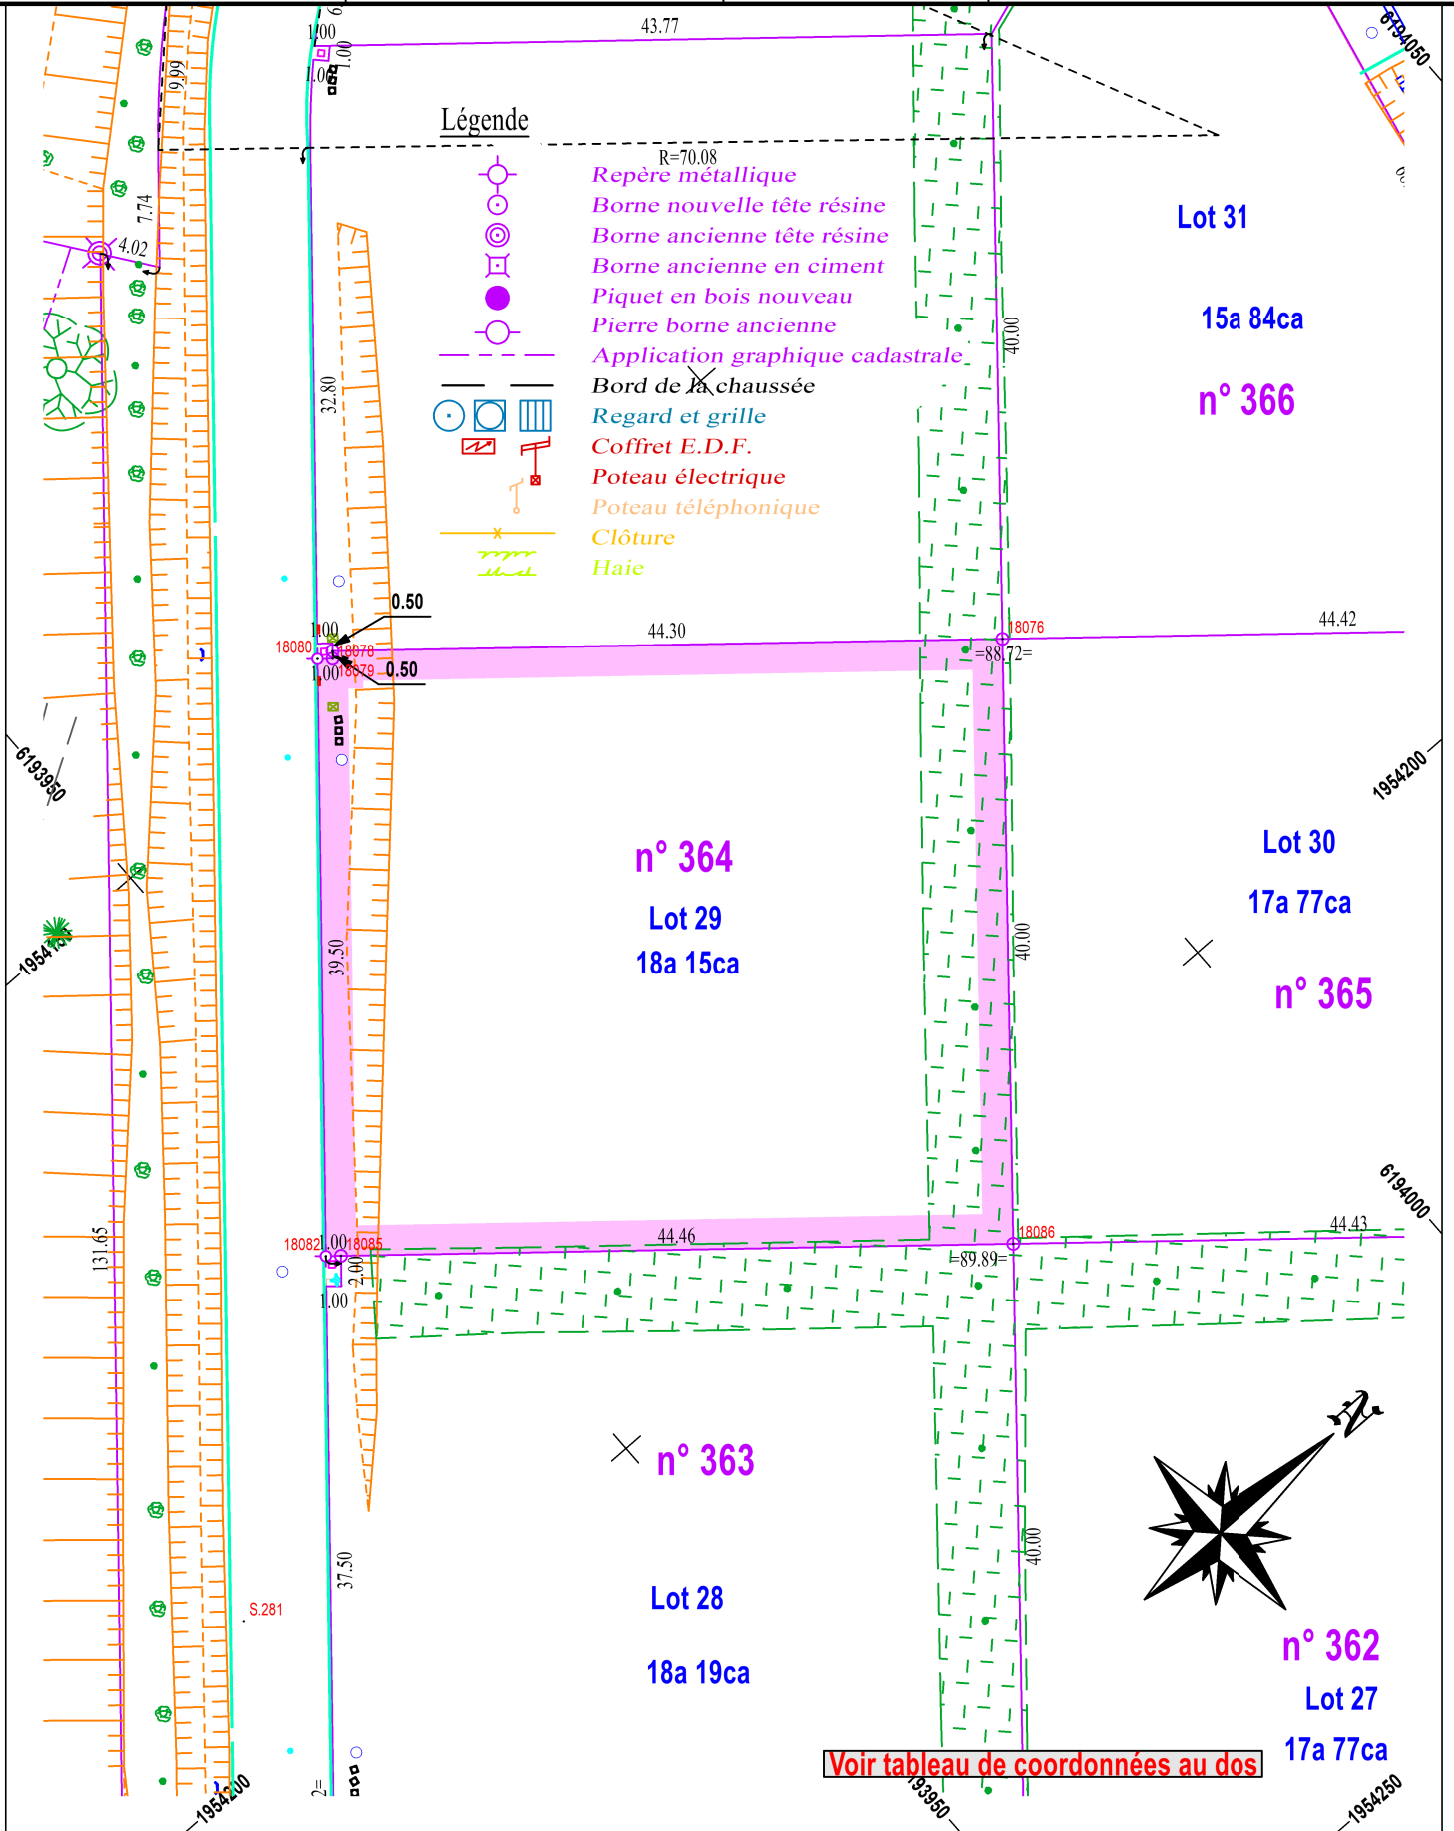 43.77
1.00
1.00
1.00
9.99
6194050
Légende
R=70.08
Repère métallique
Borne nouvelle tête résine
Borne ancienne tête résine
Borne ancienne en ciment
Piquet en bois nouveau
Pierre borne ancienne
Application graphique cadastrale
Bord de la chaussée
Regard et grille
Coffret E.D.F.
Poteau électrique
Poteau téléphonique
Clôture
Haie
7.74
4.02
Lot 31
15a 84ca
n° 366
40.00
32.80
0.50
1.00
18080
18078
18079
1.00
0.50
44.30
18076
=88.72=
44.42
6193950
1954200
n° 364
Lot 29
18a 15ca
Lot 30
17a 77ca
n° 365
39.50
40.00
131.65
6194000
18082
18085
44.46
18086
=89.89=
44.43
2.00
1.00
n° 363
Lot 28
18a 19ca
37.50
40.00
S.281
N
n° 362
Lot 27
17a 77ca
Voir tableau de coordonnées au dos
2=
1954200
193950
1954250